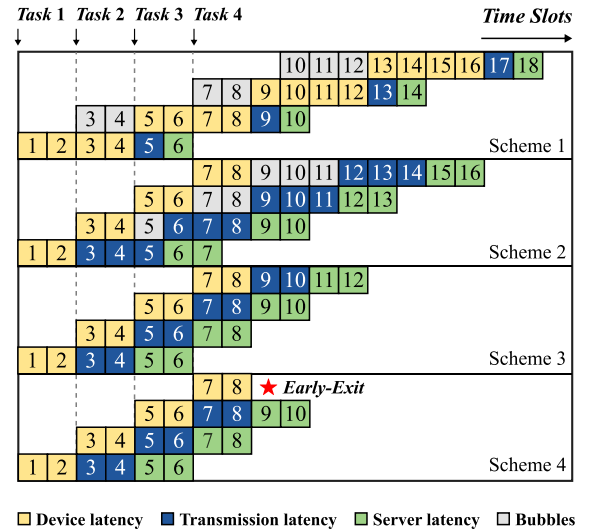 Task 1 Task 2 Task 3 Task 4 Time Slots
10 11 12 13 14 15 16 17 18
7 8 9 10 11 12 13 14
3 4 5 6 7 8 9 10
1 2 3 4 5 6 Scheme 1
7 8 9 10 11 12 13 14 15 16
5 6 7 8 9 10 11 12 13
3 4 5 6 7 8 9 10
1 2 3 4 5 6 7 Scheme 2
7 8 9 10 11 12
5 6 7 8 9 10
3 4 5 6 7 8
1 2 3 4 5 6 Scheme 3
7 8 Early-Exit
5 6 7 8 9 10
3 4 5 6 7 8
1 2 3 4 5 6 Scheme 4
Device latency Transmission latency Server latency Bubbles